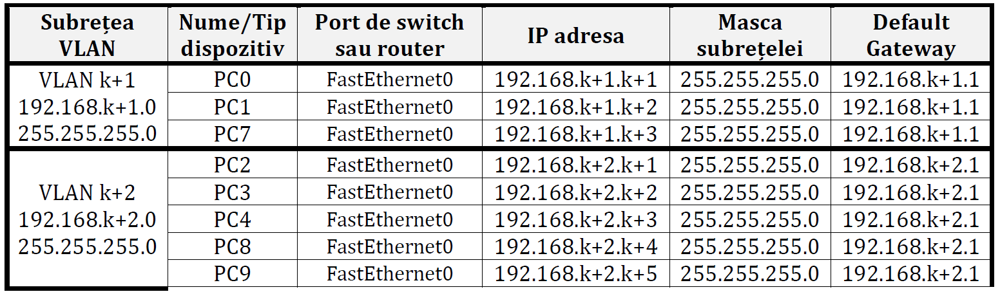 Subrețea VLAN | Nume/Tip dispozitiv | Port de switch sau router | IP adresa | Masca subrețelei | Default Gateway
VLAN k+1 192.168.k+1.0 255.255.255.0 | PC0 | FastEthernet0 | 192.168.k+1.k+1 | 255.255.255.0 | 192.168.k+1.1
PC1 | FastEthernet0 | 192.168.k+1.k+2 | 255.255.255.0 | 192.168.k+1.1
PC7 | FastEthernet0 | 192.168.k+1.k+3 | 255.255.255.0 | 192.168.k+1.1
VLAN k+2 192.168.k+2.0 255.255.255.0 | PC2 | FastEthernet0 | 192.168.k+2.k+1 | 255.255.255.0 | 192.168.k+2.1
PC3 | FastEthernet0 | 192.168.k+2.k+2 | 255.255.255.0 | 192.168.k+2.1
PC4 | FastEthernet0 | 192.168.k+2.k+3 | 255.255.255.0 | 192.168.k+2.1
PC8 | FastEthernet0 | 192.168.k+2.k+4 | 255.255.255.0 | 192.168.k+2.1
PC9 | FastEthernet0 | 192.168.k+2.k+5 | 255.255.255.0 | 192.168.k+2.1